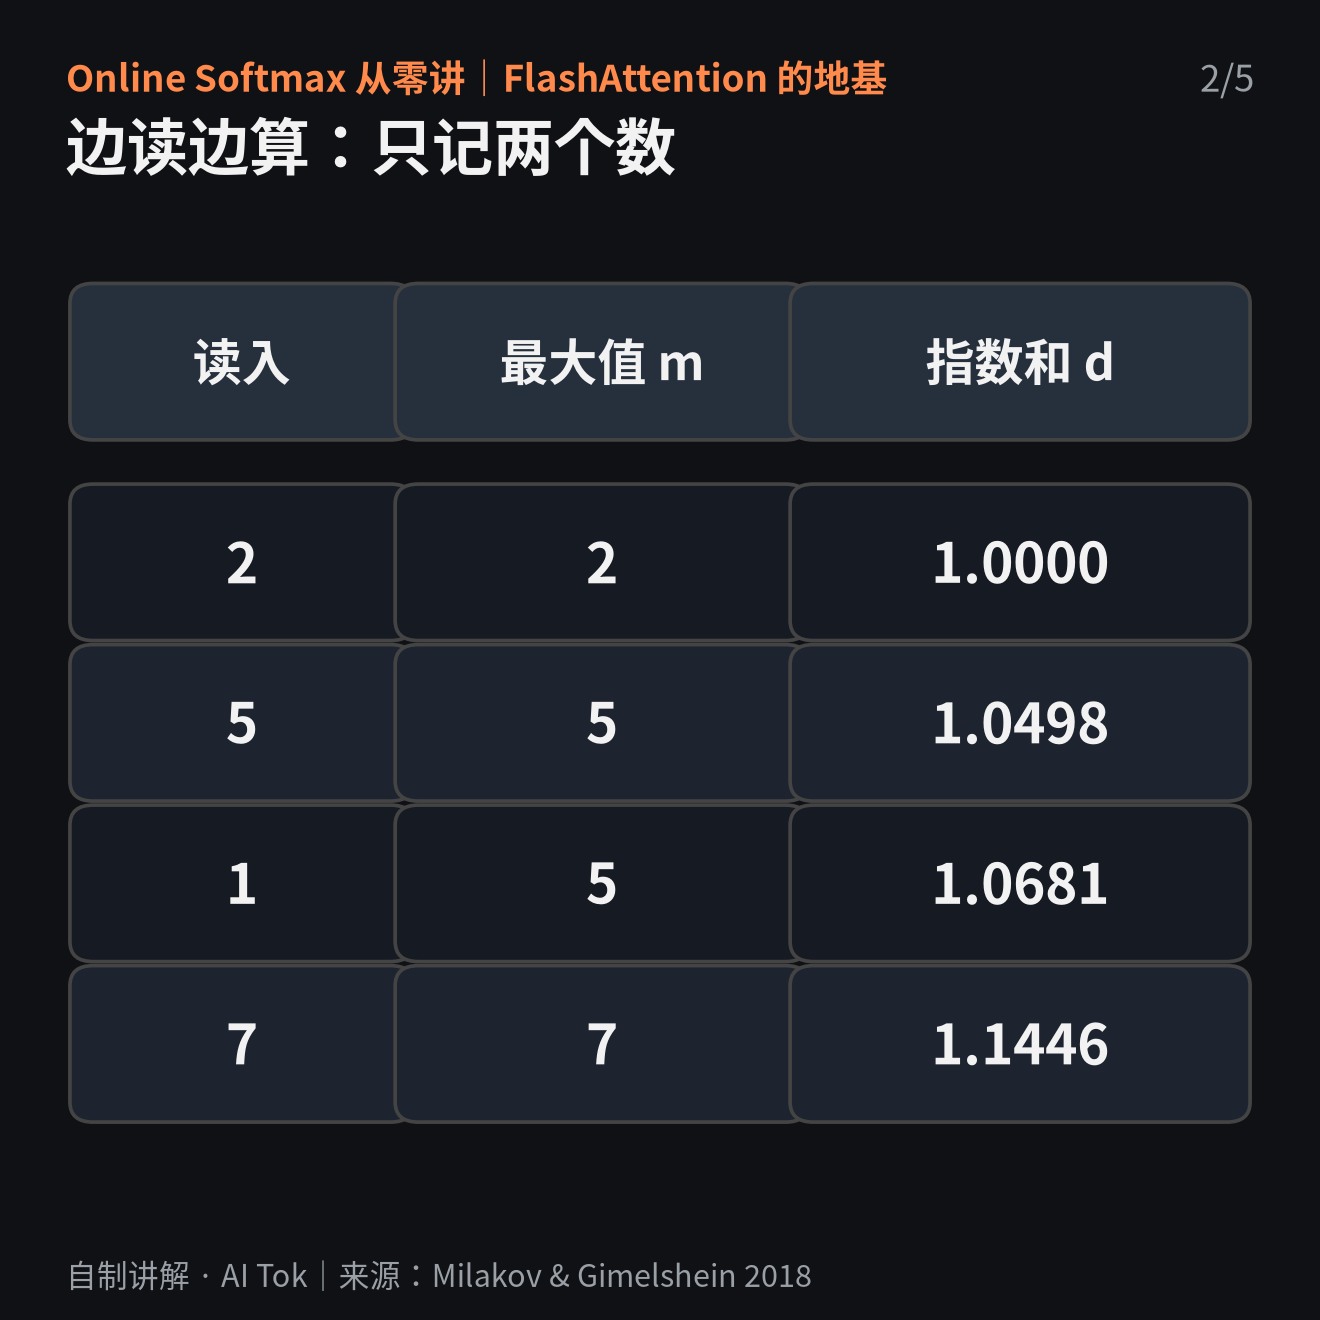 Online Softmax 从零讲｜FlashAttention 的地基
2/5
边读边算：只记两个数
读入 最大值 m 指数和 d
2 2 1.0000
5 5 1.0498
1 5 1.0681
7 7 1.1446
自制讲解 · AI Tok｜来源：Milakov & Gimelshein 2018